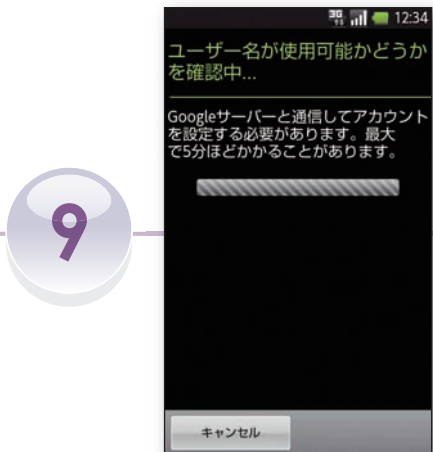 3G 12:34
ユーザー名が使用可能かどうか
を確認中...
Googleサーバーと通信してアカウント
を設定する必要があります。最大
で5分ほどかかることがあります。
9
キャンセル